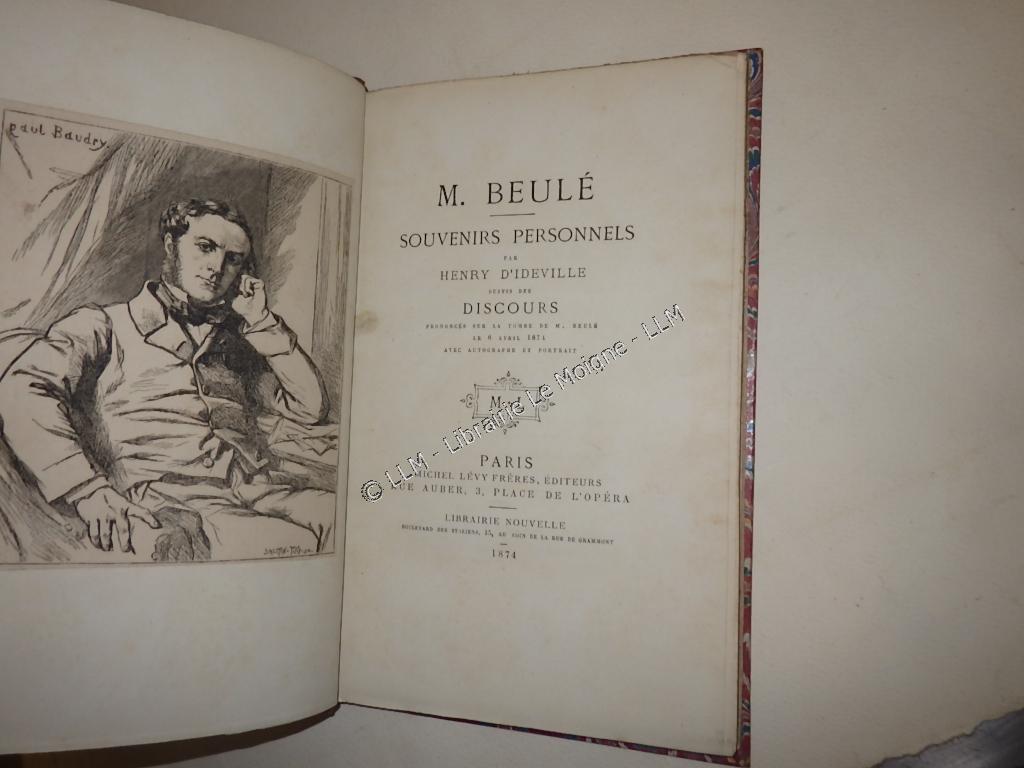 Paul Baudry
M. BEULÉ
SOUVENIRS PERSONNELS
PAR
HENRY D'IDEVILLE
SUIVIS DES
DISCOURS
PRONONCÉS SUR LA TOMBE DE M. BEULÉ
LE 6 AVRIL 1874
AVEC AUTOGRAPHE ET PORTRAIT
PARIS
MICHEL LÉVY FRÈRES, ÉDITEURS
RUE AUBER, 3, PLACE DE L'OPÉRA
LIBRAIRIE NOUVELLE
BOULEVARD DES ITALIENS, 15, AU COIN DE LA RUE DE GRAMMONT
1874
© LLM - Librairie Le Moigne - LLM